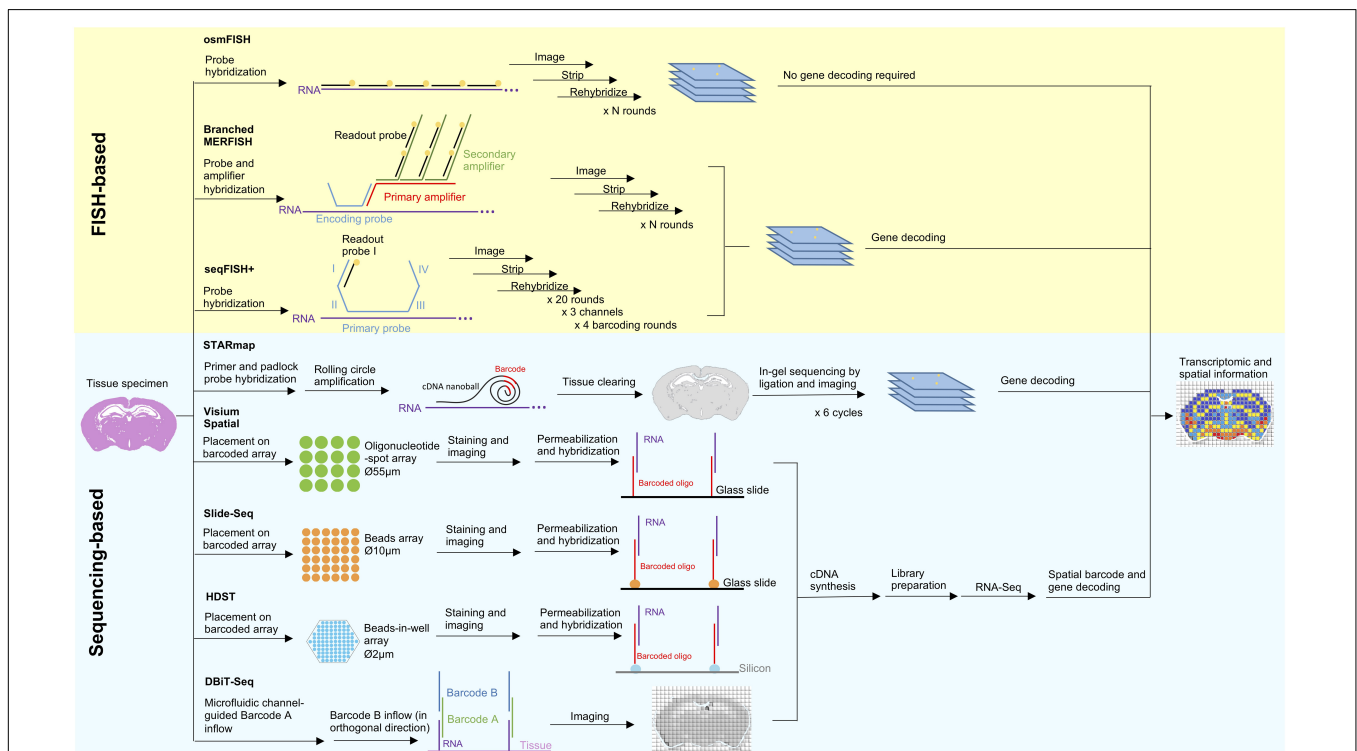 FISH-based
osmFISH
Probe
hybridization
RNA
Image
Strip
Rehybridize
x N rounds
No gene decoding required
Branched
MERFISH
Probe and
amplifier
hybridization
Readout probe
Secondary
amplifier
Primary amplifier
RNA
Encoding probe
Image
Strip
Rehybridize
x N rounds
Gene decoding
seqFISH+
Probe
hybridization
Readout
probe I
I
IV
II
III
RNA
Primary probe
Image
Strip
Rehybridize
x 20 rounds
x 3 channels
x 4 barcoding rounds
Sequencing-based
Tissue specimen
STARmap
Primer and padlock
probe hybridization
Rolling circle
amplification
Barcode
cDNA nanoball
RNA
Tissue clearing
In-gel sequencing by
ligation and imaging
x 6 cycles
Gene decoding
Transcriptomic and
spatial information
Visium
Spatial
Placement on
barcoded array
Oligonucleotide
-spot array
Ø55µm
Staining and
imaging
Permeabilization
and hybridization
RNA
Barcoded oligo
Glass slide
Slide-Seq
Placement on
barcoded array
Beads array
Ø10µm
Staining and
imaging
Permeabilization
and hybridization
RNA
Barcoded oligo
Glass slide
cDNA
synthesis
Library
preparation
RNA-Seq
Spatial barcode and
gene decoding
HDST
Placement on
barcoded array
Beads-in-well
array
Ø2µm
Staining and
imaging
Permeabilization
and hybridization
RNA
Barcoded oligo
Silicon
DBiT-Seq
Microfluidic channel-
guided Barcode A
inflow
Barcode B inflow (in
orthogonal direction)
Barcode B
Barcode A
RNA
Tissue
Imaging